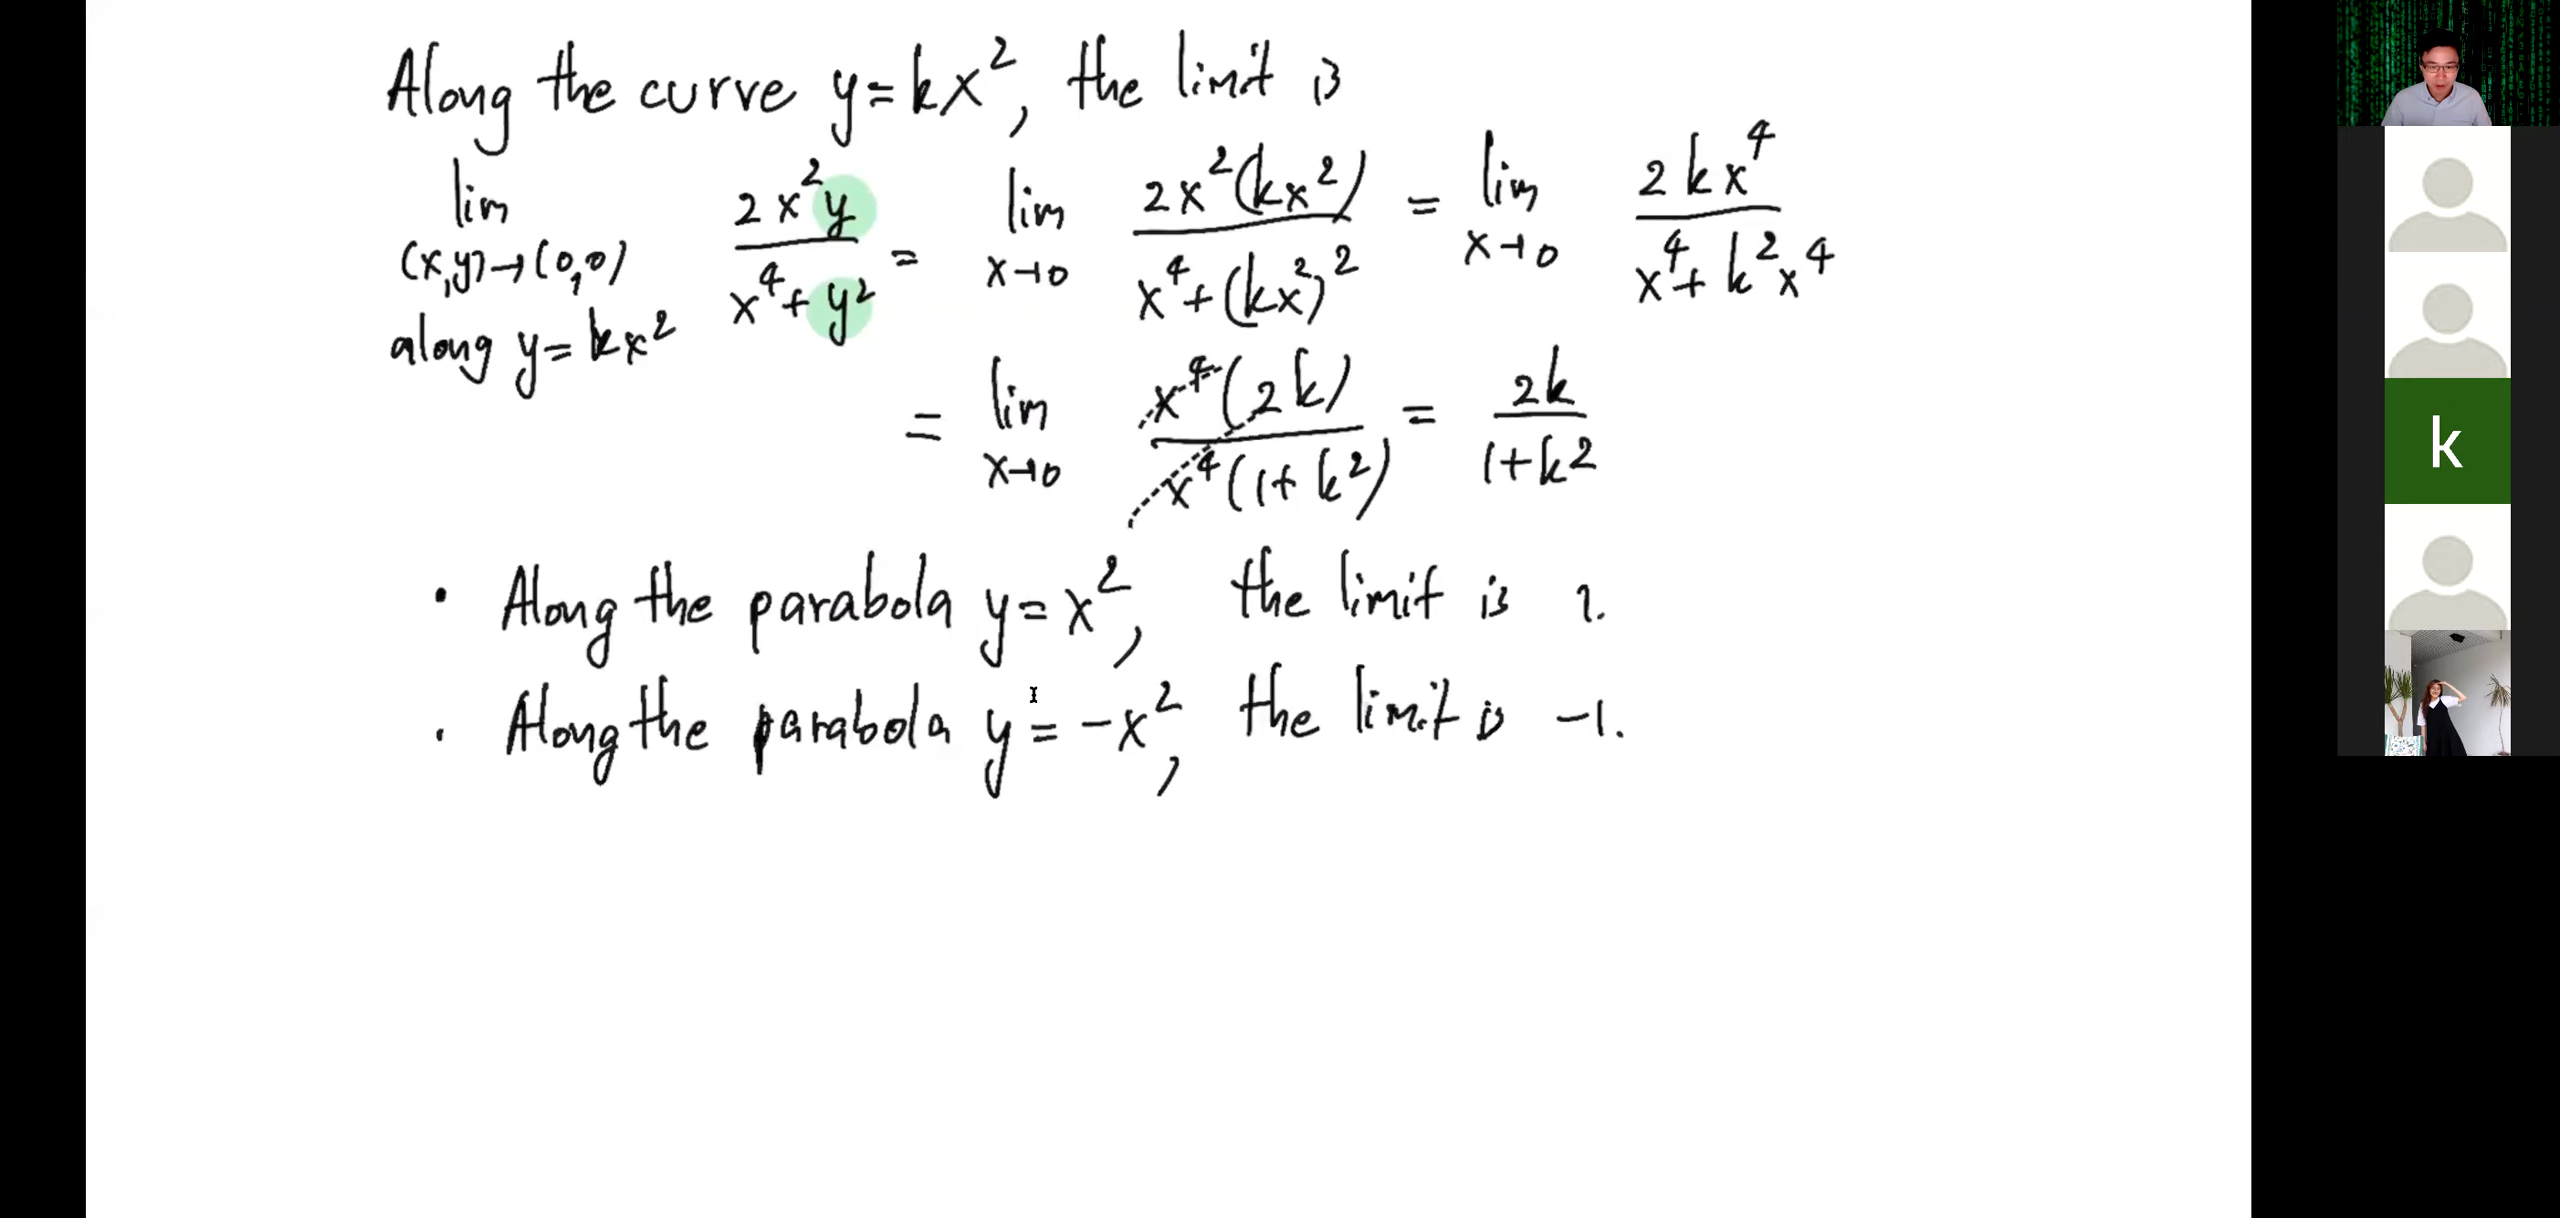 Along the curve y = kx², the limit is
lim (x,y)→(0,0) along y = kx² 2x²y / x⁴ + y² = lim x→0 2x²(kx²) / x⁴ + (kx²)² = lim x→0 2kx⁴ / x⁴ + k²x⁴
= lim x→0 x⁴(2k) / x⁴(1 + k²) = 2k / 1 + k²
• Along the parabola y = x², the limit is 1.
• Along the parabola y = -x², the limit is -1.
k